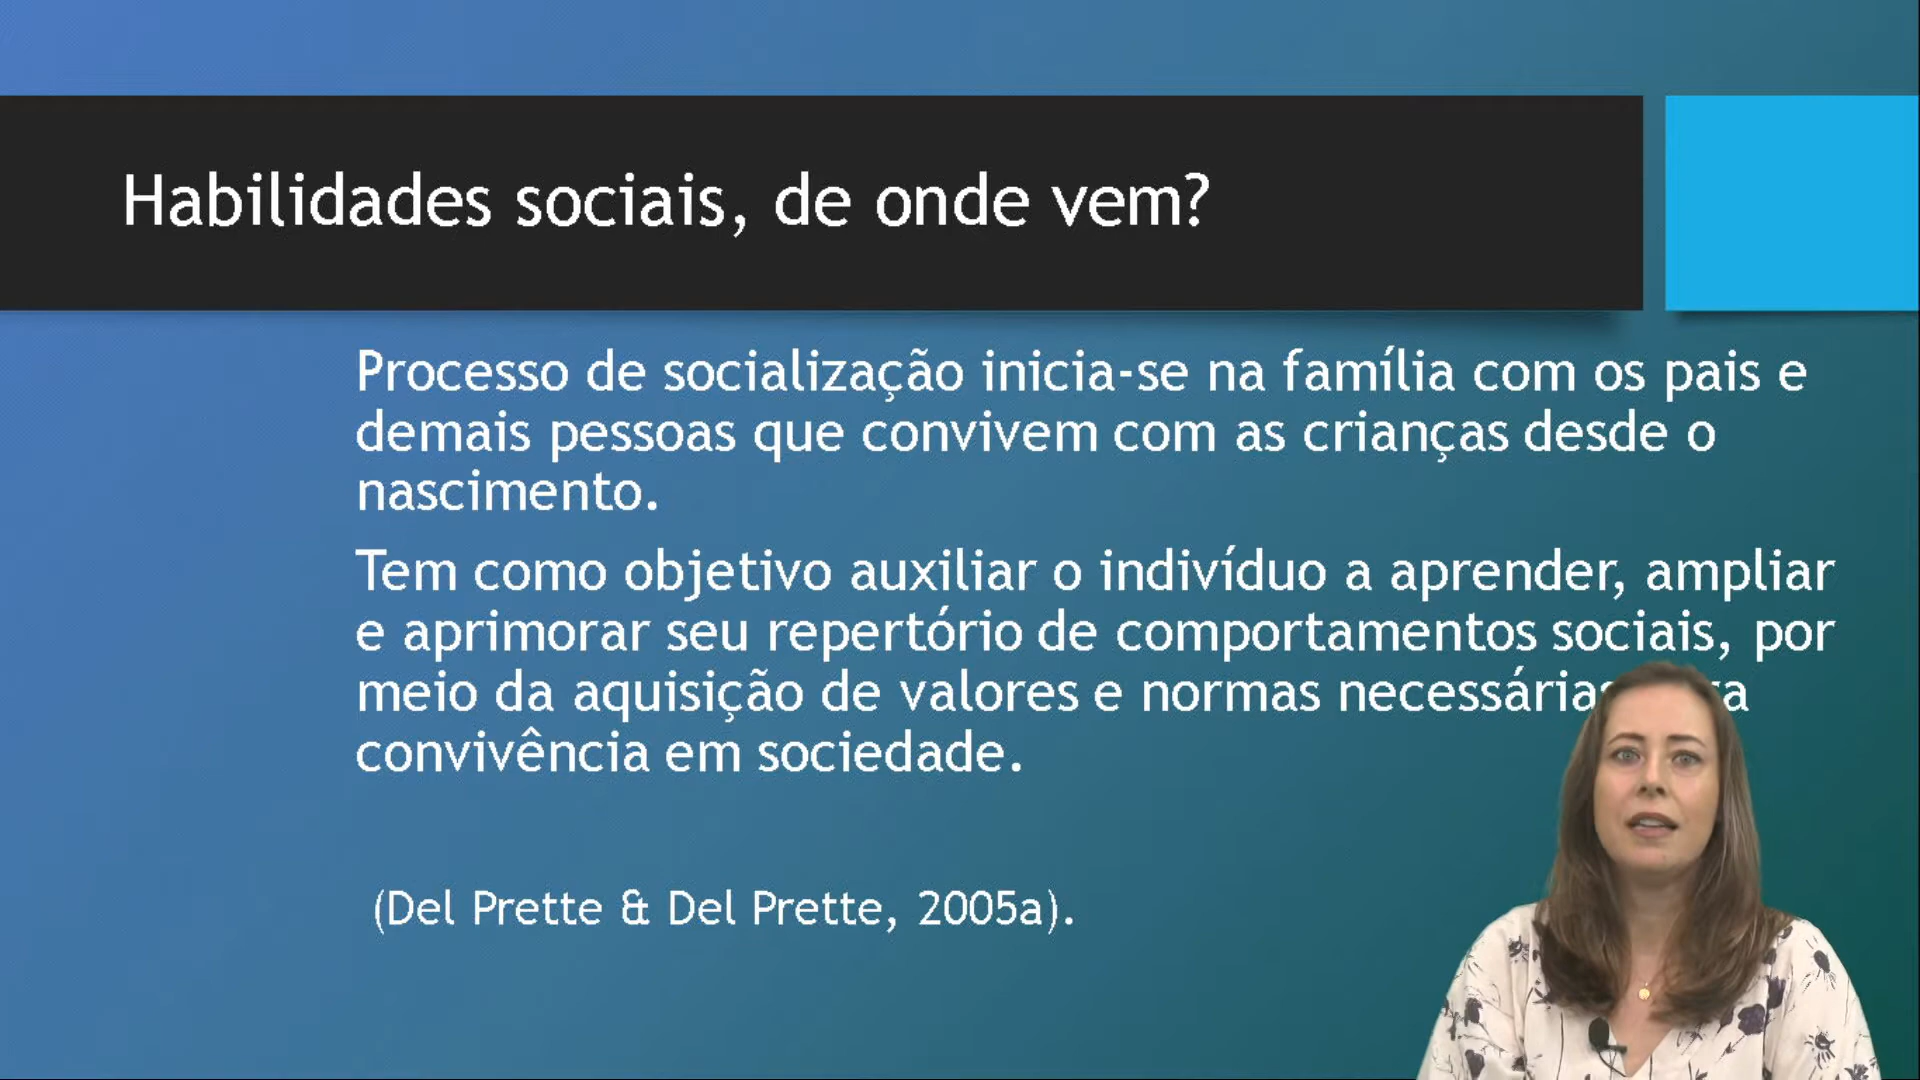 Habilidades sociais, de onde vem?
Processo de socialização inicia-se na família com os pais e
demais pessoas que convivem com as crianças desde o
nascimento.
Tem como objetivo auxiliar o indivíduo a aprender, ampliar
e aprimorar seu repertório de comportamentos sociais, por
meio da aquisição de valores e normas necessárias
convivência em sociedade.
(Del Prette & Del Prette, 2005a).